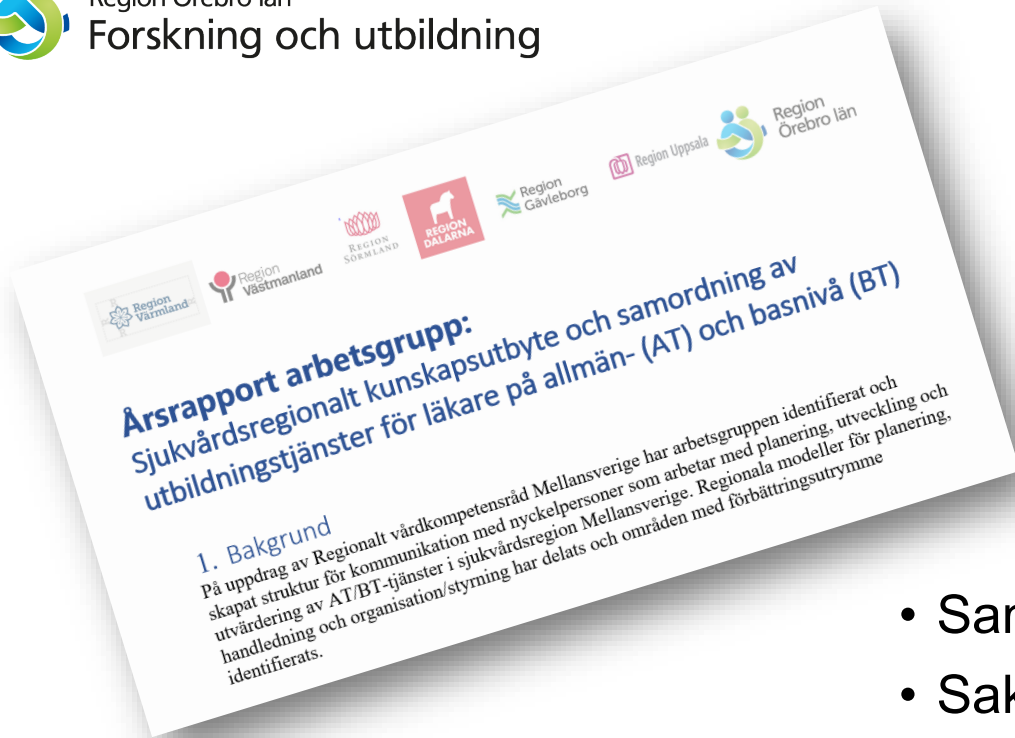 Region Örebro län
Forskning och utbildning
Region
Värmland
Region
Västmanland
REGION
SÖRMLAND
REGION
DALARNA
Region
Gävleborg
Region Uppsala
Region
Örebro län
Årsrapport arbetsgrupp:
Sjukvårdsregionalt kunskapsutbyte och samordning av
utbildningstjänster för läkare på allmän- (AT) och basnivå (BT)
1. Bakgrund
På uppdrag av Regionalt vårdkompetensråd Mellansverige har arbetsgruppen identifierat och
skapat struktur för kommunikation med nyckelpersoner som arbetar med planering, utveckling och
utvärdering av AT/BT-tjänster i sjukvårdsregion Mellansverige. Regionala modeller för planering,
handledning och organisation/styrning har delats och områden med förbättringsutrymme
identifierats.